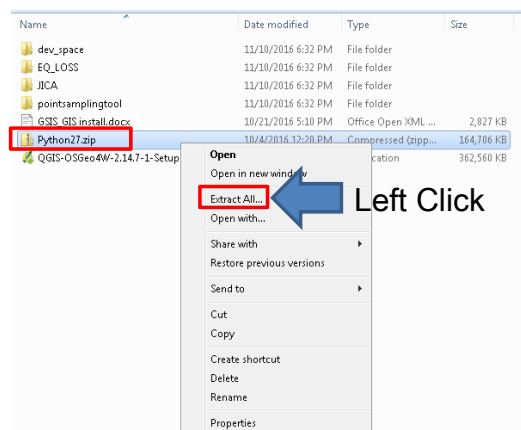 Name Date modified Type Size
dev_space 11/10/2016 6:32 PM File folder
EQ_LOSS 11/10/2016 6:32 PM File folder
JICA 11/10/2016 6:32 PM File folder
pointsamplingtool 11/10/2016 6:32 PM File folder
GSIS_GIS install.docx 10/21/2016 5:10 PM Office Open XML ... 2,827 KB
Python27.zip 10/4/2016 12:20 PM Compressed (zipp... 164,706 KB
QGIS-OSGeo4W-2.14.7-1-Setup cation 362,560 KB
Open
Open in new window
Extract All...
Left Click
Open with...
Share with
Restore previous versions
Send to
Cut
Copy
Create shortcut
Delete
Rename
Properties